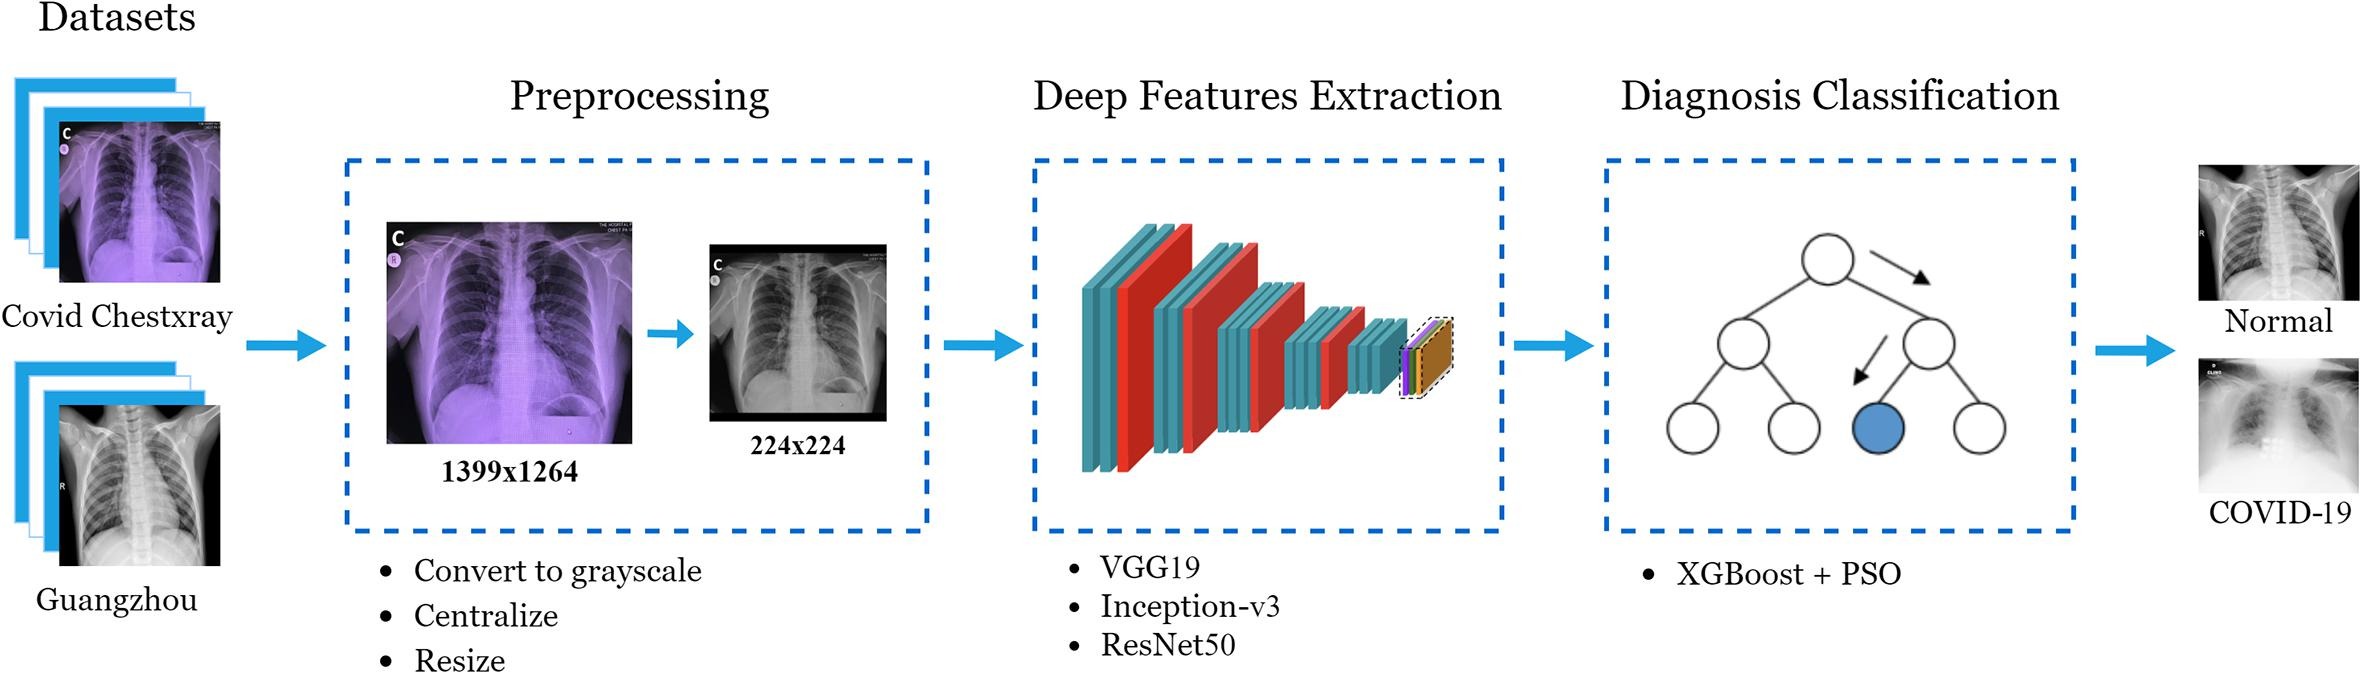 Datasets
Covid Chestxray
Guangzhou
Preprocessing
C
R
C
R
1399x1264
C
224x224
• Convert to grayscale
• Centralize
• Resize
Deep Features Extraction
• VGG19
• Inception-v3
• ResNet50
Diagnosis Classification
• XGBoost + PSO
R
Normal
COVID-19